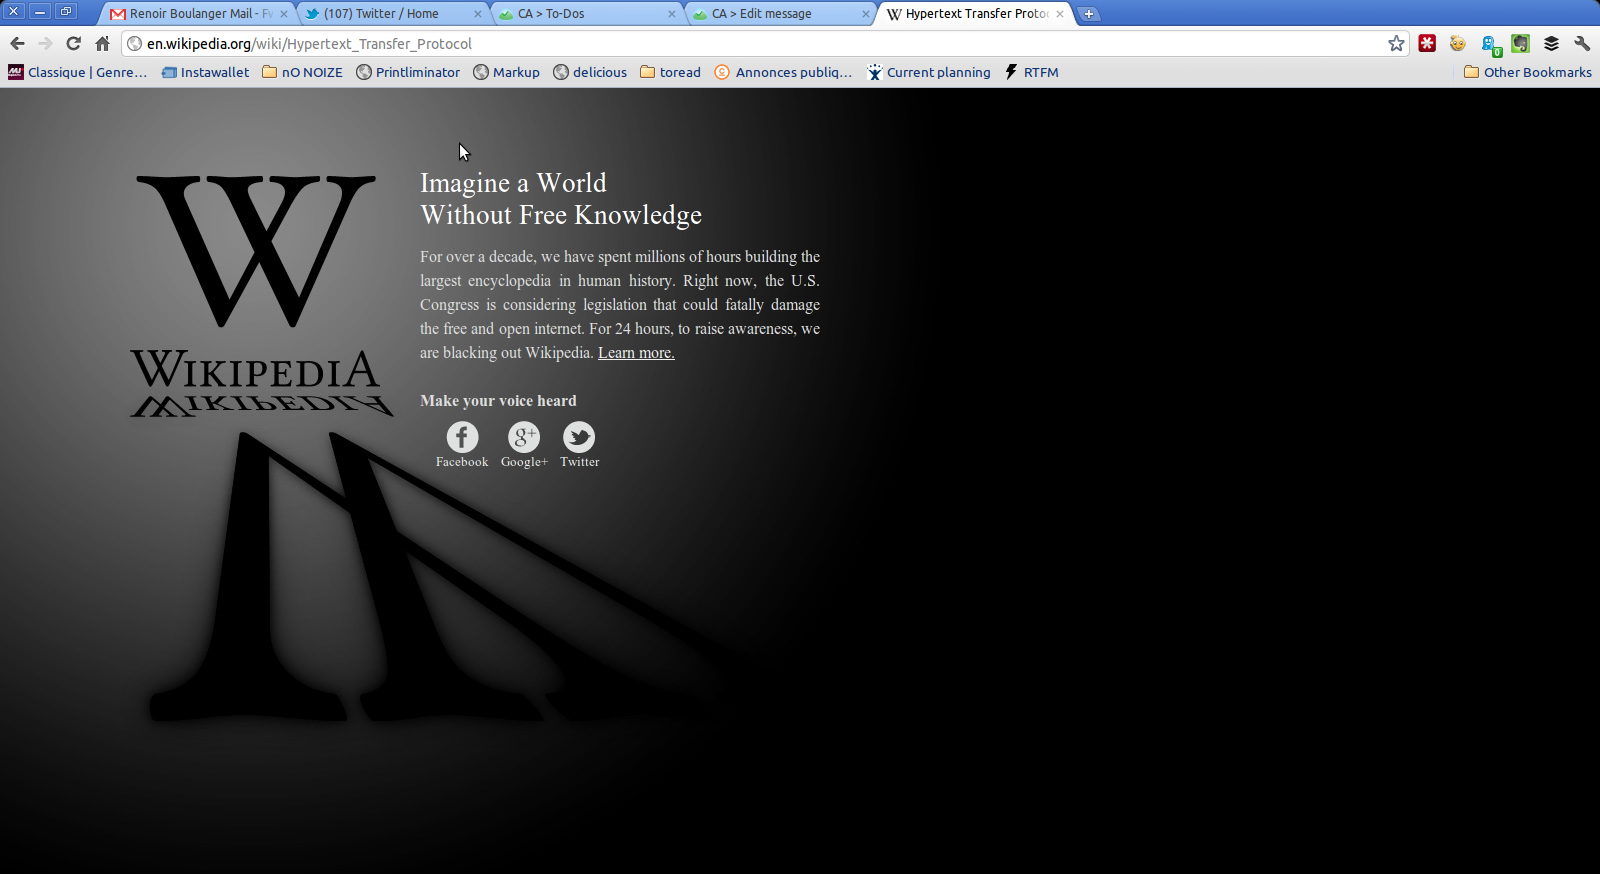 Renoir Boulanger Mail - Fw
(107) Twitter / Home
CA > To-Dos
CA > Edit message
Hypertext Transfer Protoc
en.wikipedia.org/wiki/Hypertext_Transfer_Protocol
0
Classique | Genre...
Instawallet
nO NOIZE
Printliminator
Markup
delicious
toread
Annonces publiq...
Current planning
RTFM
Other Bookmarks
W
WIKIPEDIA
Imagine a World
Without Free Knowledge
For over a decade, we have spent millions of hours building the
largest encyclopedia in human history. Right now, the U.S.
Congress is considering legislation that could fatally damage
the free and open internet. For 24 hours, to raise awareness, we
are blacking out Wikipedia. Learn more.
Make your voice heard
Facebook Google+ Twitter